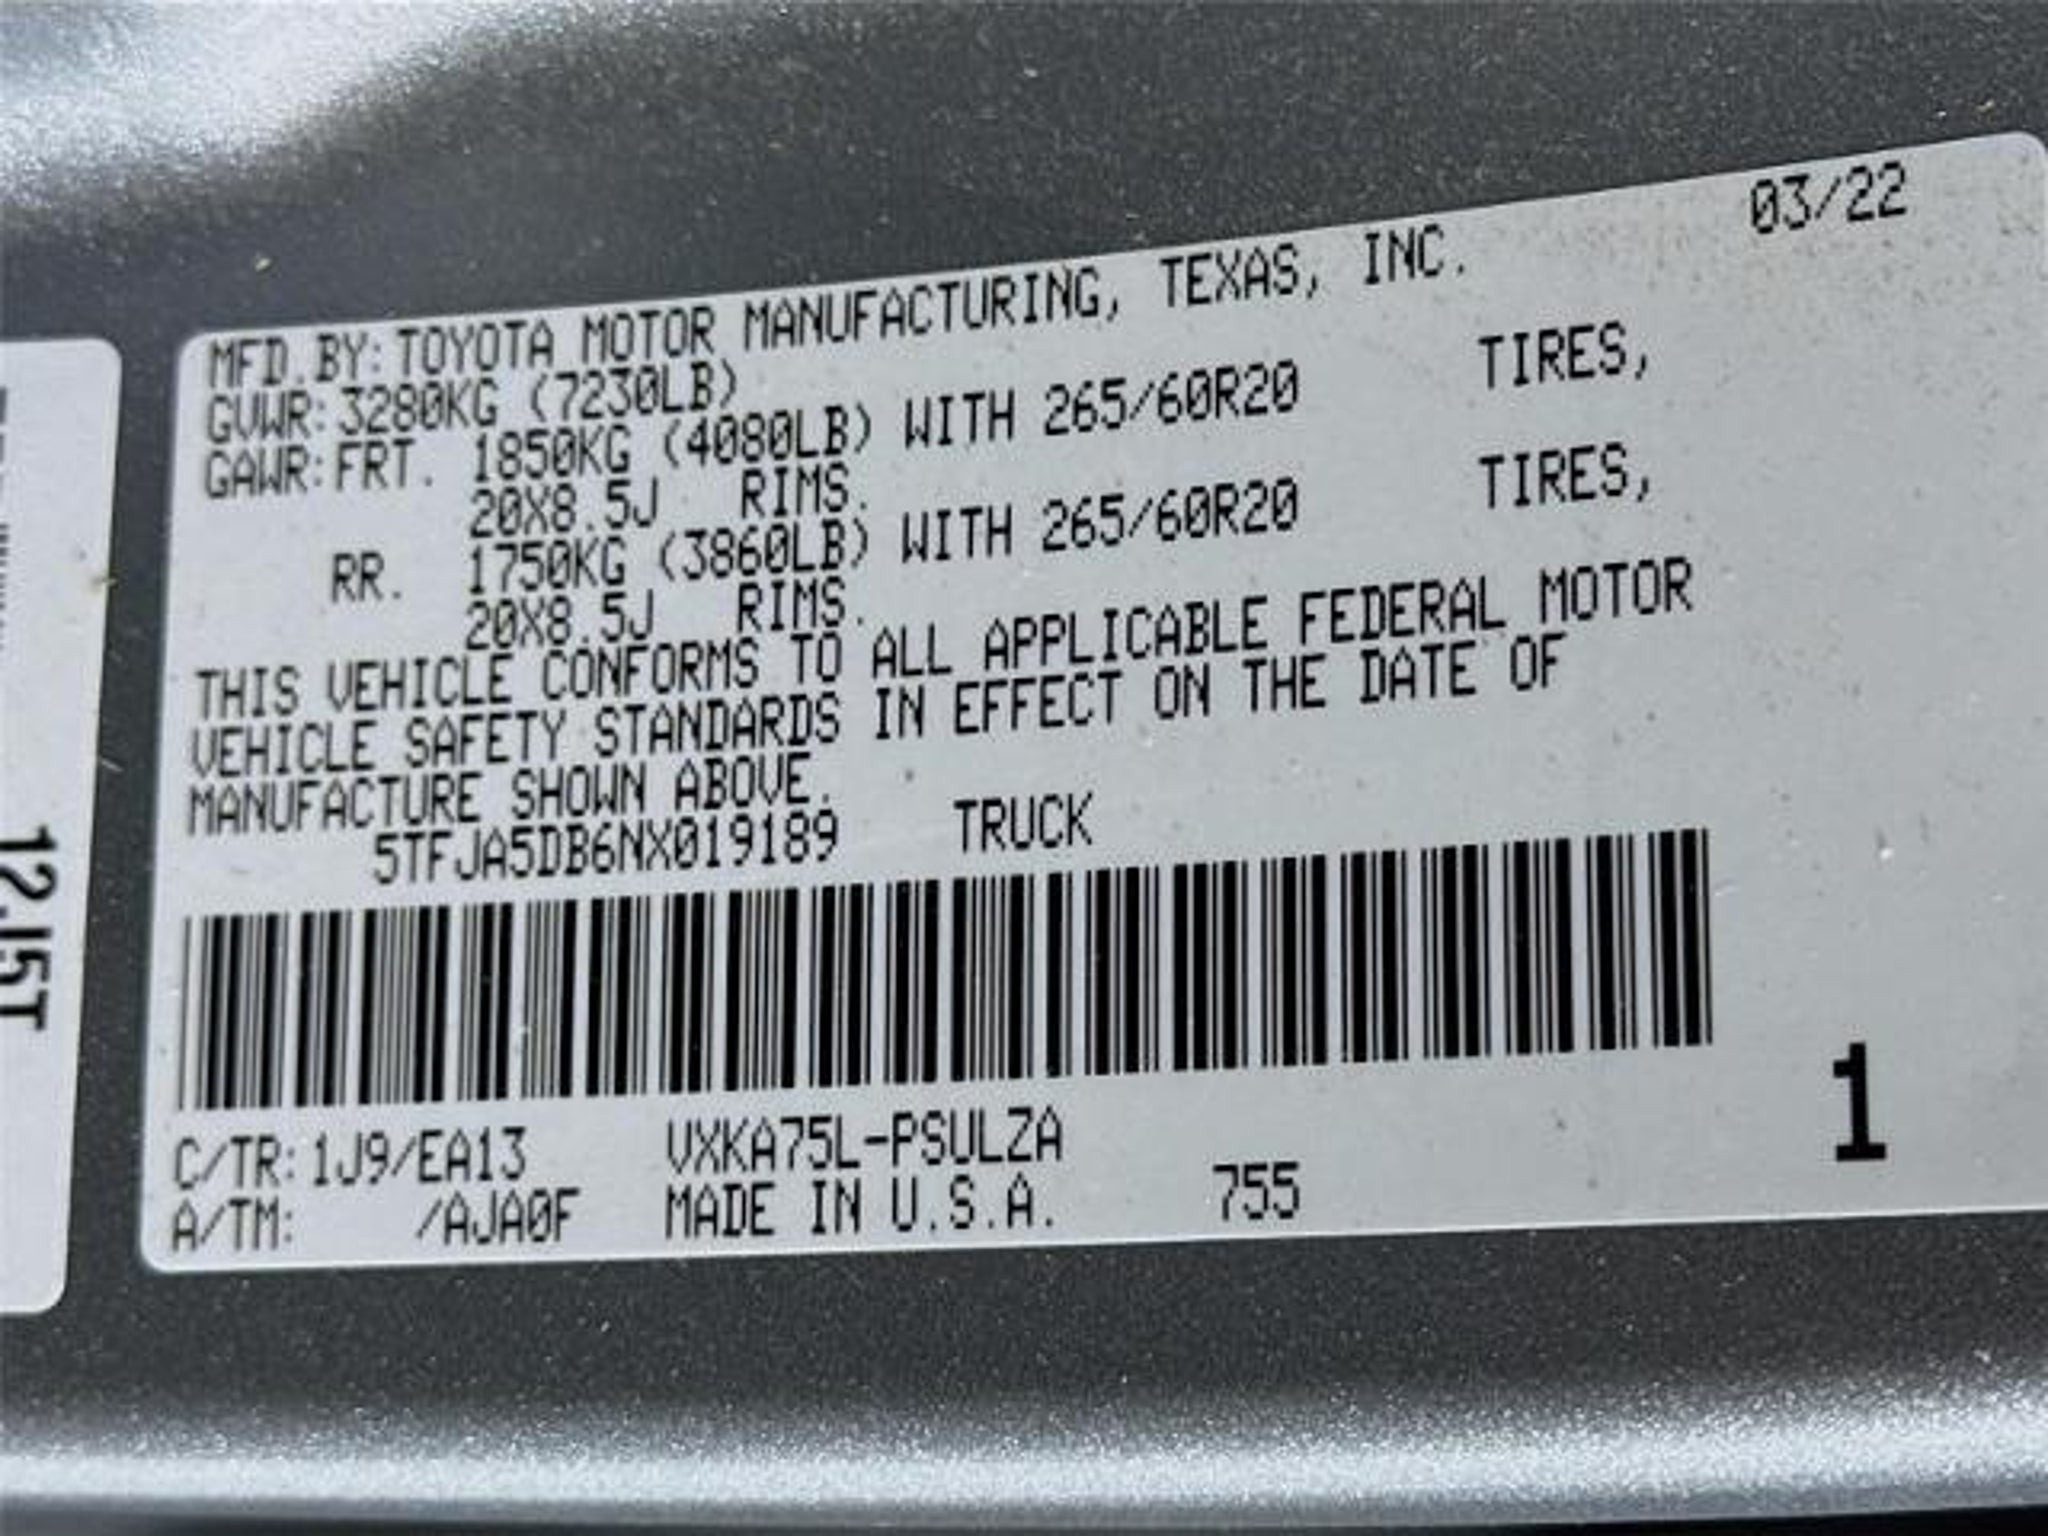 03/22
MFD.BY:TOYOTA MOTOR MANUFACTURING, TEXAS, INC.
GVWR:3280KG (7230LB)
GAWR:FRT. 1850KG (4080LB) WITH 265/60R20 TIRES,
20X8.5J RIMS.
RR. 1750KG (3860LB) WITH 265/60R20 TIRES,
20X8.5J RIMS.
THIS VEHICLE CONFORMS TO ALL APPLICABLE FEDERAL MOTOR
VEHICLE SAFETY STANDARDS IN EFFECT ON THE DATE OF
MANUFACTURE SHOWN ABOVE.
5TFJA5DB6NX019189 TRUCK
C/TR:1J9/EA13 VXKA75L-PSULZA
A/TM: /AJA0F MADE IN U.S.A. 755
1
12J5T